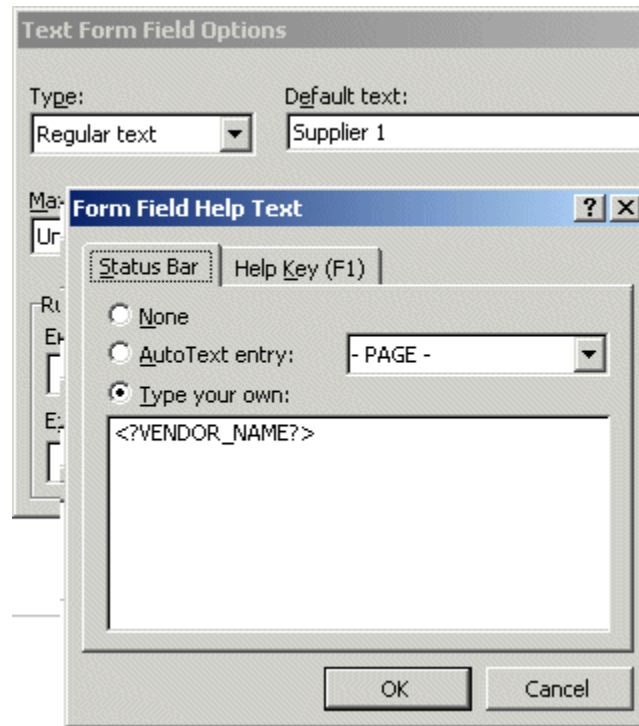 Text Form Field Options
Type:
Default text:
Regular text
Supplier 1
Form Field Help Text
Status Bar
Help Key (F1)
None
AutoText entry:
- PAGE -
Type your own:
<?VENDOR_NAME?>
OK
Cancel